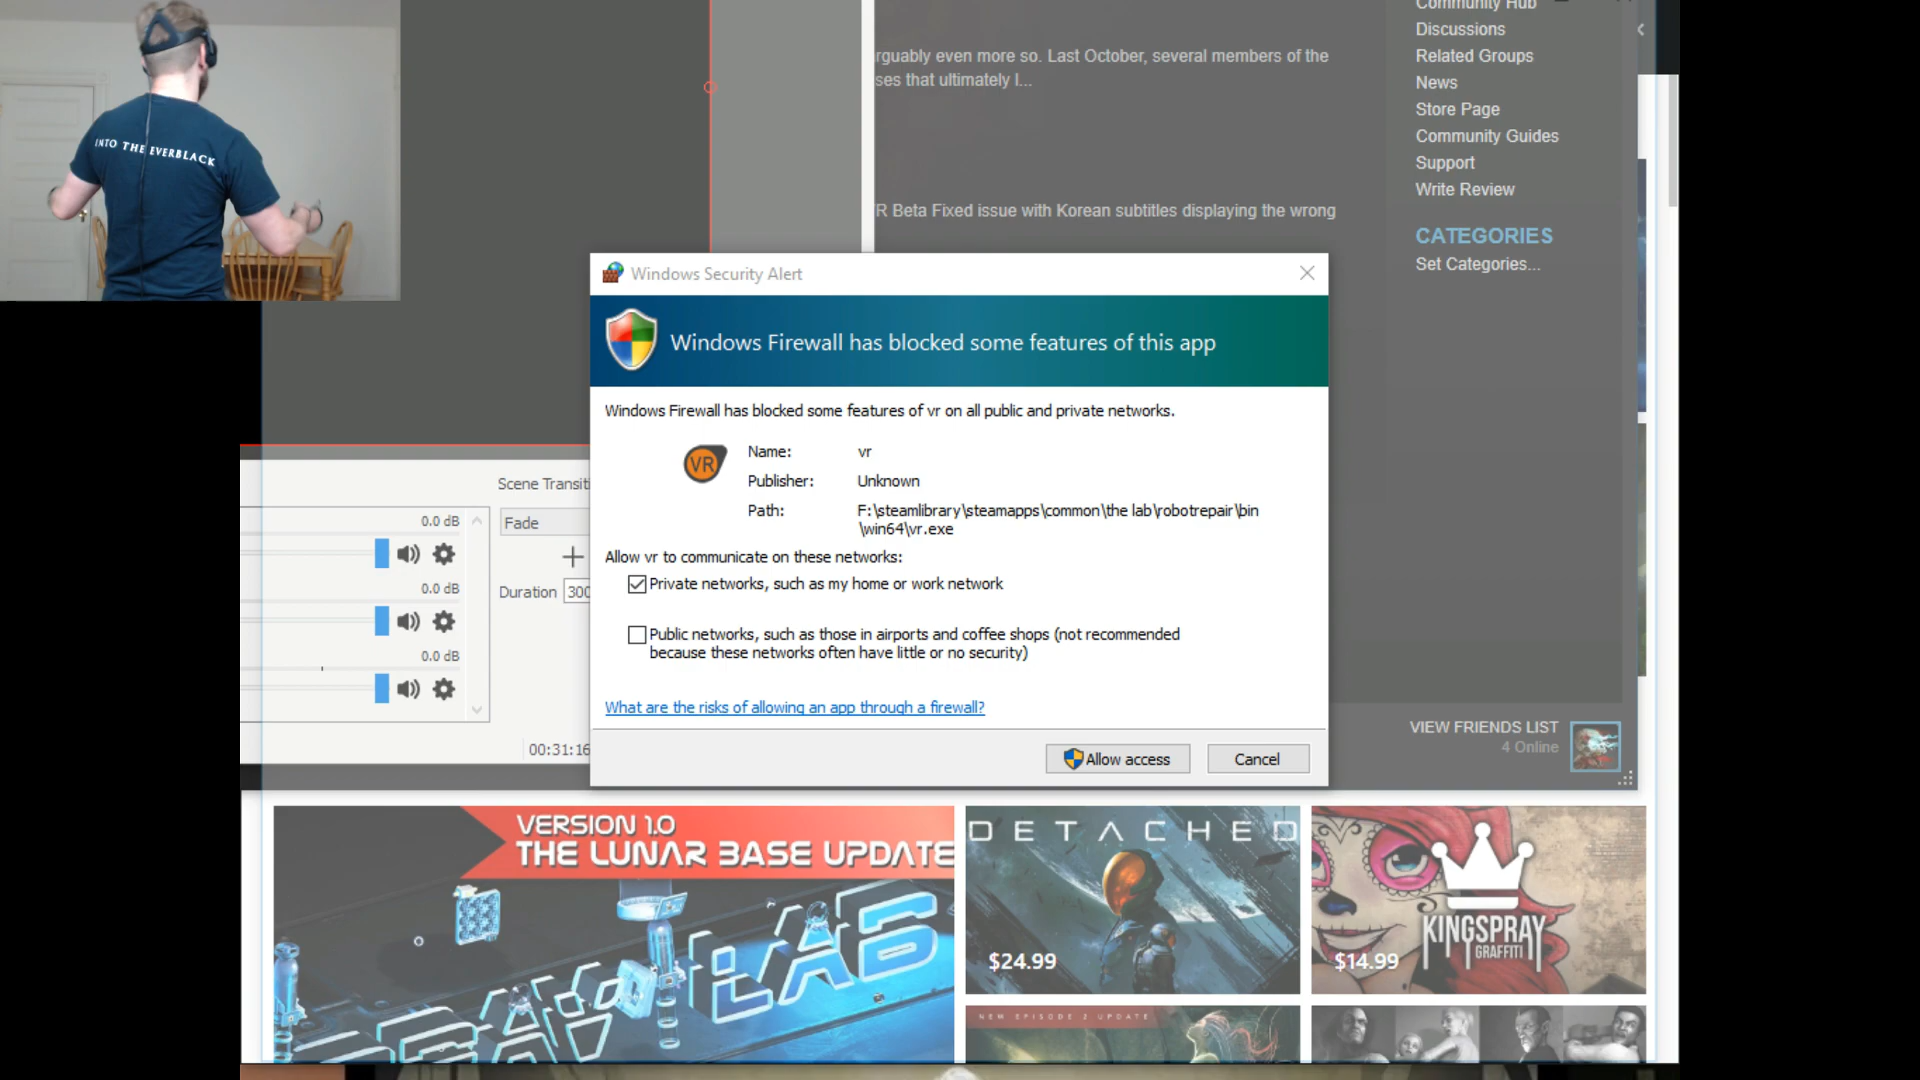 INTO THE EVERBLACK
Community Hub
Discussions
Related Groups
News
Store Page
Community Guides
Support
Write Review
CATEGORIES
Set Categories...
rguably even more so. Last October, several members of the
ses that ultimately l...
R Beta Fixed issue with Korean subtitles displaying the wrong
Windows Security Alert
Windows Firewall has blocked some features of this app
Windows Firewall has blocked some features of vr on all public and private networks.
VR
Name: vr
Publisher: Unknown
Path: F:\steamlibrary\steamapps\common\the lab\robotrepair\bin
\win64\vr.exe
Allow vr to communicate on these networks:
Private networks, such as my home or work network
Public networks, such as those in airports and coffee shops (not recommended
because these networks often have little or no security)
What are the risks of allowing an app through a firewall?
Allow access
Cancel
Scene Transiti
0.0 dB
Fade
0.0 dB
Duration 300
0.0 dB
00:31:16
VIEW FRIENDS LIST
4 Online
VERSION 1.0
THE LUNAR BASE UPDATE
LAB
DETACHED
$24.99
KINGSPRAY
GRAFFITI
$14.99
NEW EPISODE 2 UPDATE